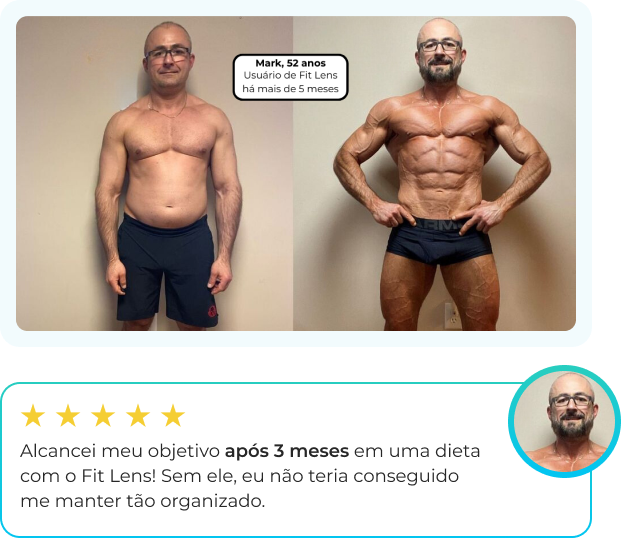 Mark, 52 anos
Usuário de Fit Lens
há mais de 5 meses
Alcancei meu objetivo após 3 meses em uma dieta
com o Fit Lens! Sem ele, eu não teria conseguido
me manter tão organizado.